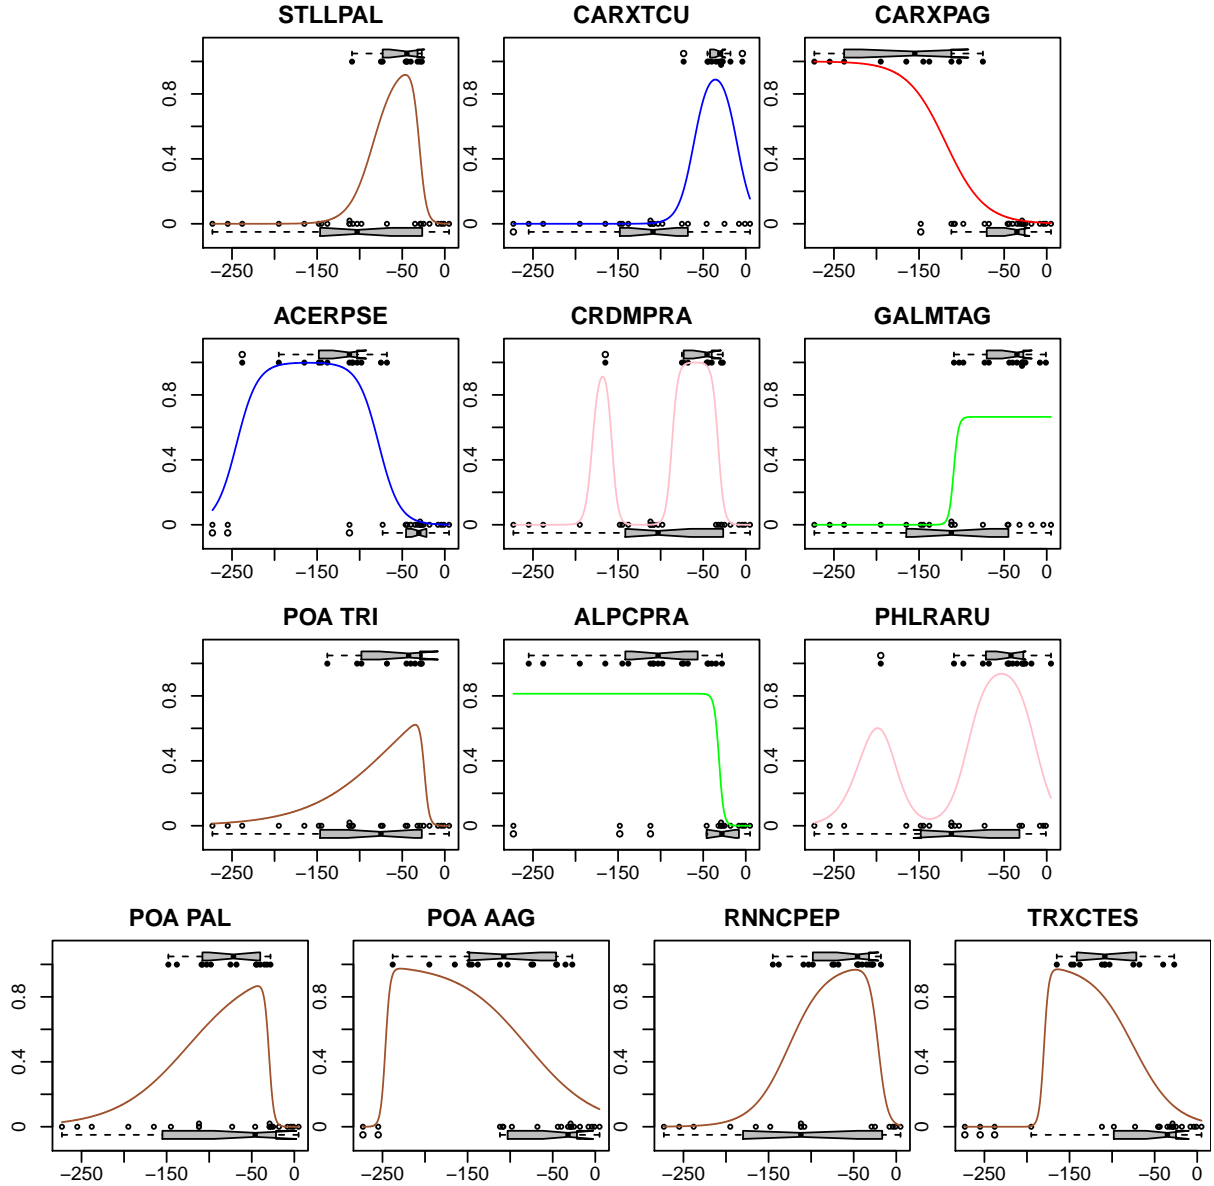 STLLPAL CARXTCU CARXPAG
0 0.4 0.8 0 0.4 0.8 0 0.4 0.8
−250 −150 −50 0 −250 −150 −50 0 −250 −150 −50 0
ACERPSE CRDMPRA GALMTAG
0 0.4 0.8 0 0.4 0.8 0 0.4 0.8
−250 −150 −50 0 −250 −150 −50 0 −250 −150 −50 0
POA TRI ALPCPRA PHLRARU
0 0.4 0.8 0 0.4 0.8 0 0.4 0.8
−250 −150 −50 0 −250 −150 −50 0 −250 −150 −50 0
POA PAL POA AAG RNNCPEP TRXCTES
0 0.4 0.8 0 0.4 0.8 0 0.4 0.8 0 0.4 0.8
−250 −150 −50 0 −250 −150 −50 0 −250 −150 −50 0 −250 −150 −50 0